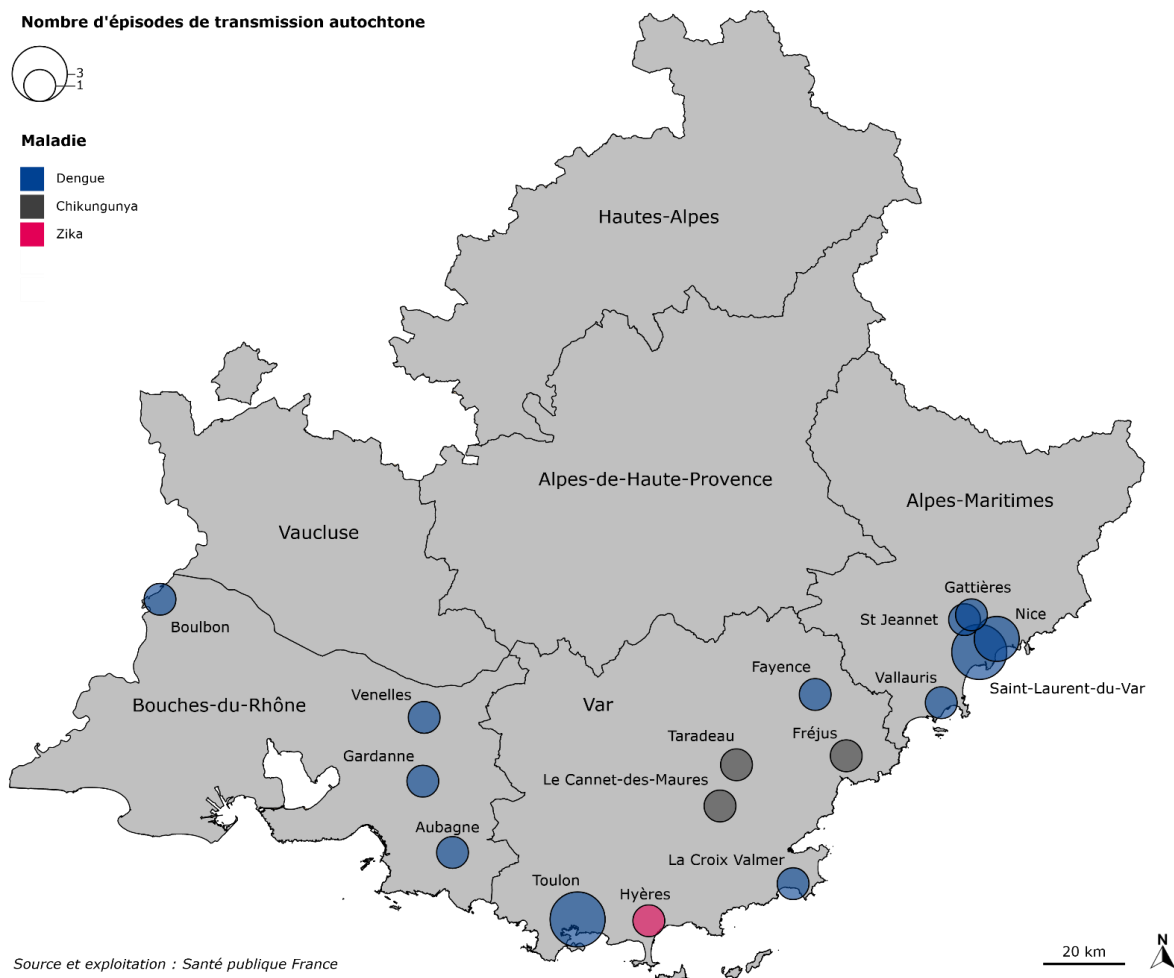 Nombre d'épisodes de transmission autochtone
3
1
Maladie
Dengue
Chikungunya
Zika
Hautes-Alpes
Alpes-de-Haute-Provence
Alpes-Maritimes
Vaucluse
Gattières
St Jeannet
Nice
Boulbon
Fayence
Vallauris
Saint-Laurent-du-Var
Venelles
Bouches-du-Rhône
Var
Taradeau
Fréjus
Gardanne
Le Cannet-des-Maures
Aubagne
La Croix Valmer
Toulon
Hyères
Source et exploitation : Santé publique France
20 km
N